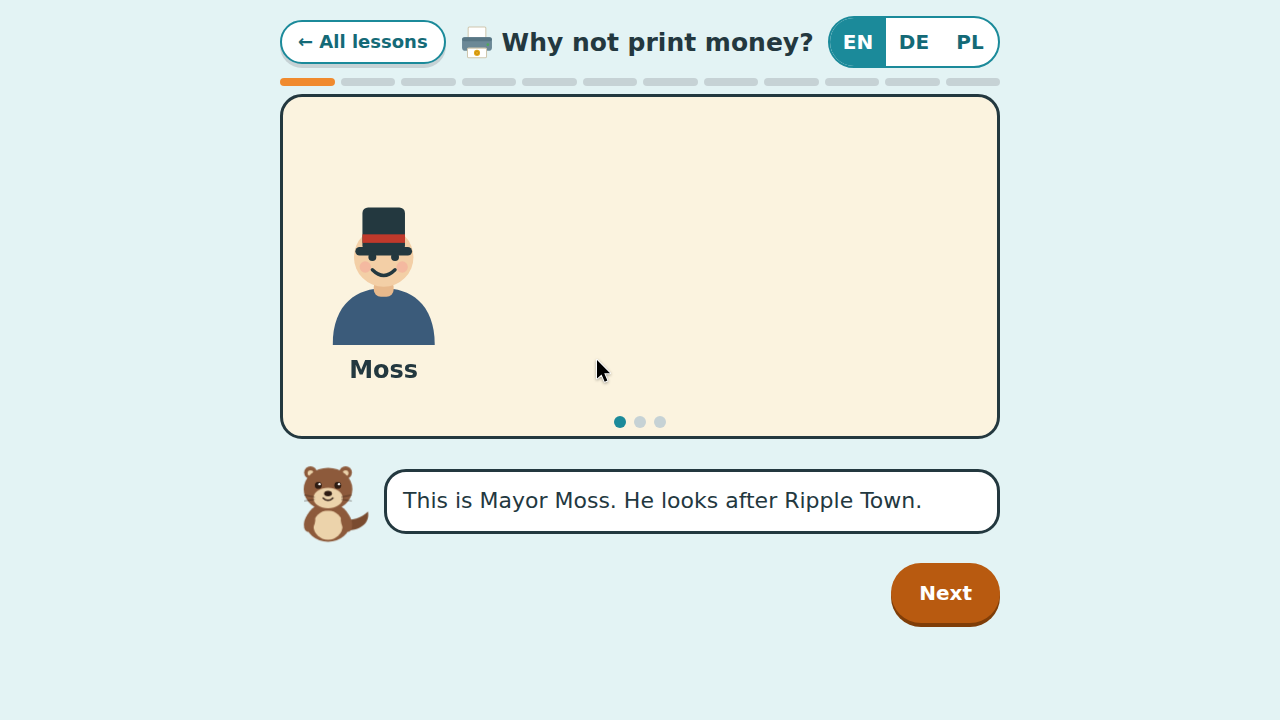 ← All lessons
Why not print money?
EN DE PL
Moss
This is Mayor Moss. He looks after Ripple Town.
Next